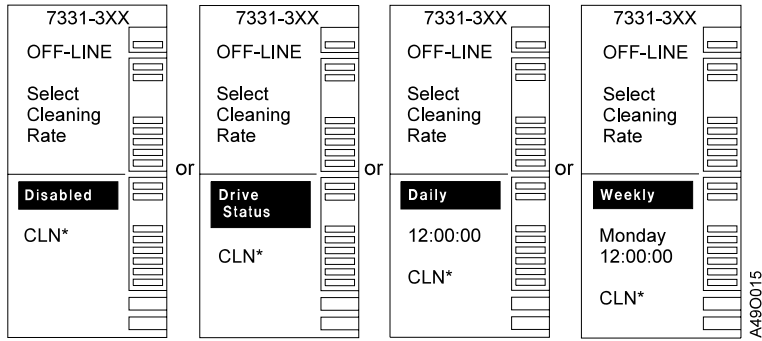 7331-3XX
OFF-LINE
Select
Cleaning
Rate
Disabled
CLN*
or
7331-3XX
OFF-LINE
Select
Cleaning
Rate
Drive
Status
CLN*
or
7331-3XX
OFF-LINE
Select
Cleaning
Rate
Daily
12:00:00
CLN*
or
7331-3XX
OFF-LINE
Select
Cleaning
Rate
Weekly
Monday
12:00:00
CLN*
A49O015